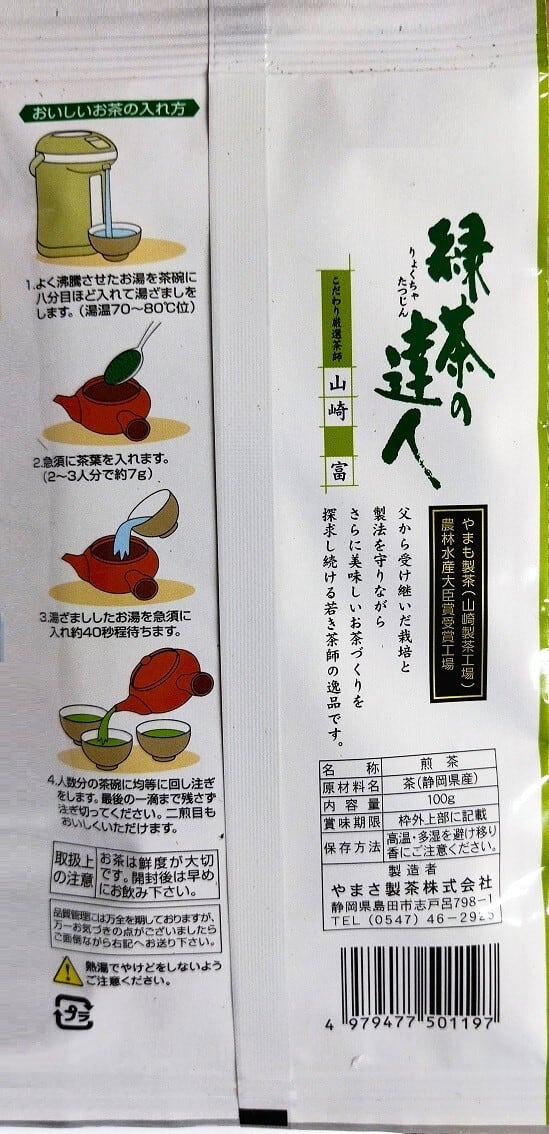 おいしいお茶の入れ方
1.よく沸騰させたお湯を茶碗に
八分目ほど入れて湯ざましを
します。(湯温70〜80℃位)
2.急須に茶葉を入れます。
(2〜3人分で約7g)
3.湯ざまししたお湯を急須に
入れ約40秒程待ちます。
4.人数分の茶碗に均等に回し注ぎ
をします。最後の一滴まで残さず
注ぎ切ってください。二煎目も
おいしくいただけます。
取扱上
の注意
お茶は鮮度が大切
です。開封後は早め
にお飲み下さい。
品質管理には万全を期しておりますが、
万一お気づきの点がございましたら
ご面倒ながら右記へお送り下さい。
熱湯でやけどをしないよう
ご注意ください。
プラ
緑茶の
達人
りょくちゃ
たつじん
こだわり厳選茶師
山崎 富
やまも製茶(山崎製茶工場)
農林水産大臣賞受賞工場
父から受け継いだ栽培と
製法を守りながら
さらに美味しいお茶づくりを
探求し続ける若き茶師の逸品です。
名称 煎茶
原材料名 茶(静岡県産)
内容量 100g
賞味期限 枠外上部に記載
保存方法 高温・多湿を避け移り
香にご注意ください。
製造者
やまさ製茶株式会社
静岡県島田市志戸呂798-1
TEL(0547)46-2925
4 979477 501197